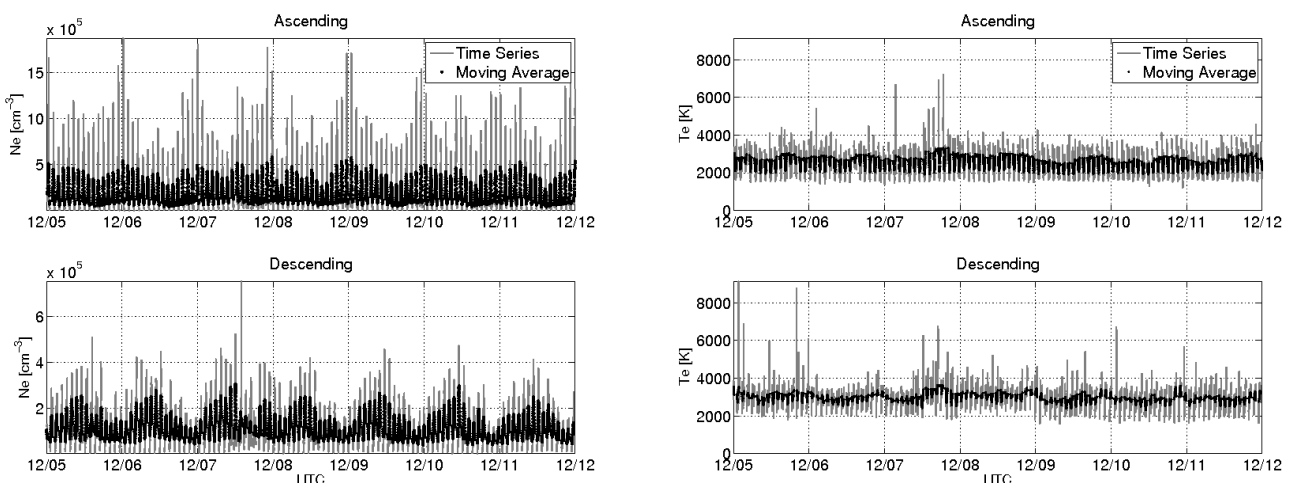 Ascending
x 10⁵
Time Series
Moving Average
15
10
5
Ne [cm⁻³]
12/05 12/06 12/07 12/08 12/09 12/10 12/11 12/12
Descending
x 10⁵
6
4
2
Ne [cm⁻³]
12/05 12/06 12/07 12/08 12/09 12/10 12/11 12/12
UTC
Ascending
Time Series
Moving Average
8000
6000
4000
2000
0
Te [K]
12/05 12/06 12/07 12/08 12/09 12/10 12/11 12/12
Descending
8000
6000
4000
2000
0
Te [K]
12/05 12/06 12/07 12/08 12/09 12/10 12/11 12/12
UTC